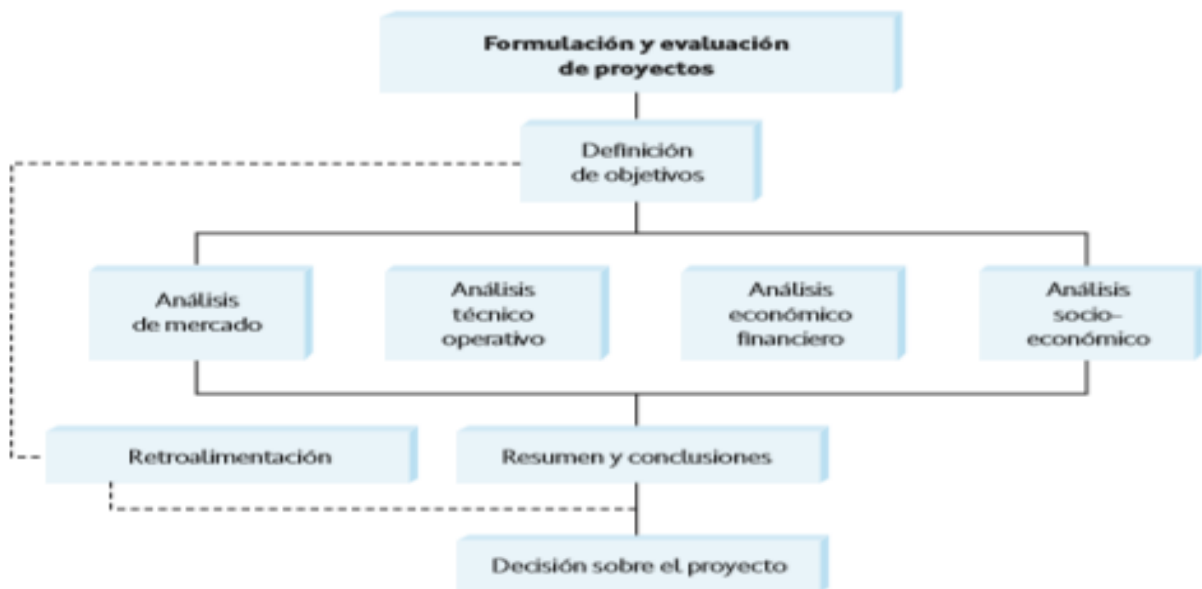 Formulación y evaluación
de proyectos
Definición
de objetivos
Análisis
de mercado
Análisis
técnico
operativo
Análisis
económico
financiero
Análisis
socio-
económico
Retroalimentación
Resumen y conclusiones
Decisión sobre el proyecto